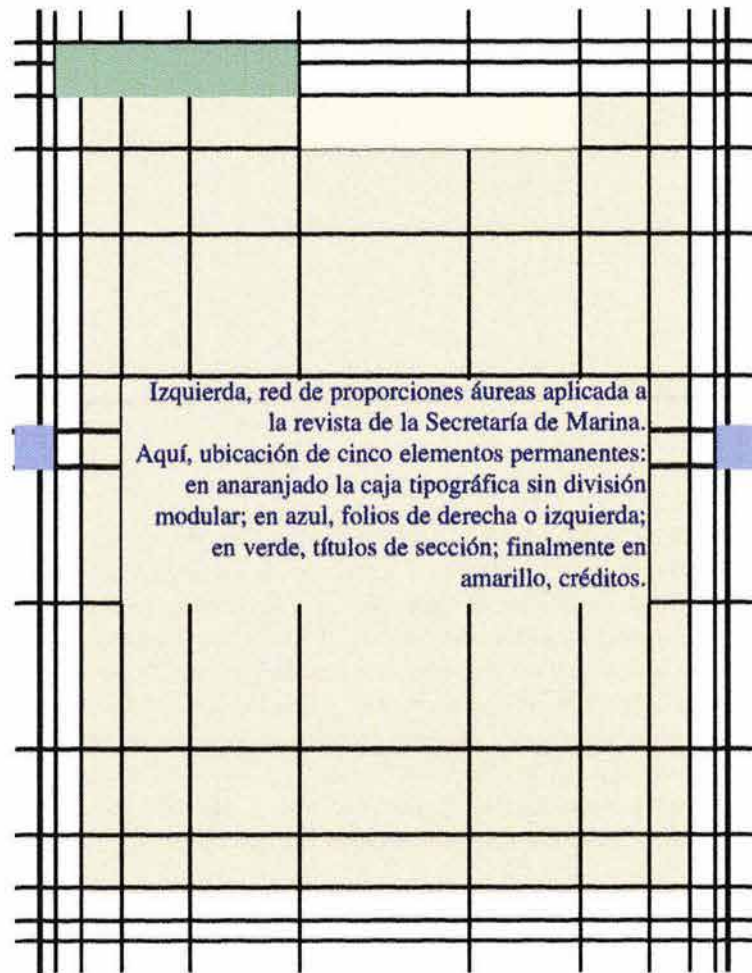 Izquierda, red de proporciones áureas aplicada a
la revista de la Secretaría de Marina.
Aquí, ubicación de cinco elementos permanentes:
en anaranjado la caja tipográfica sin división
modular; en azul, folios de derecha o izquierda;
en verde, títulos de sección; finalmente en
amarillo, créditos.